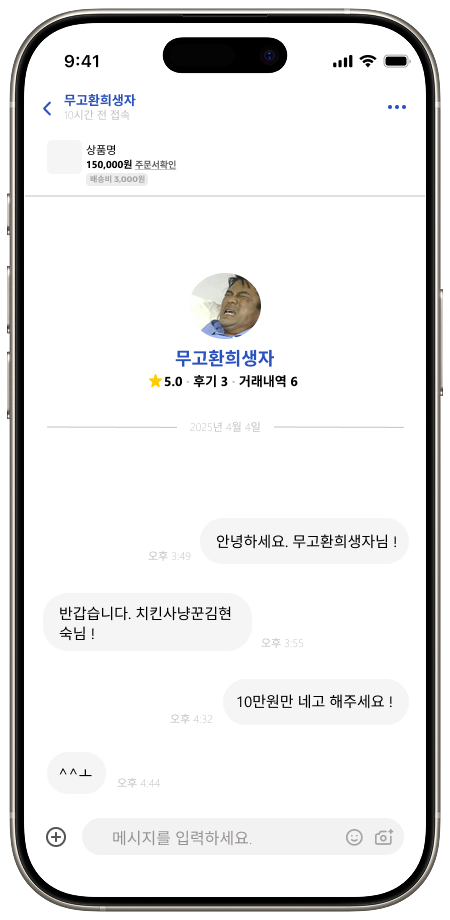 9:41
무고환희생자
10시간 전 접속
상품명
150,000원 주문서확인
배송비 3,000원
무고환희생자
5.0 · 후기 3 · 거래내역 6
2025년 4월 4일
안녕하세요. 무고환희생자님 !
오후 3:49
반갑습니다. 치킨사냥꾼김현
숙님 !
오후 3:55
10만원만 네고 해주세요 !
오후 4:32
^^ㅗ
오후 4:44
메시지를 입력하세요.